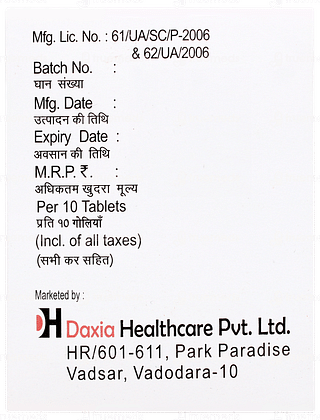 Mfg. Lic. No. : 61/UA/SC/P-2006
& 62/UA/2006
Batch No. :
घान संख्या
Mfg. Date :
उत्पादन की तिथि
Expiry Date :
अवसान की तिथि
M.R.P. ₹. :
अधिकतम खुदरा मूल्य
Per 10 Tablets
प्रति १० गोलियाँ
(Incl. of all taxes)
(सभी कर सहित)
Marketed by :
DH Daxia Healthcare Pvt. Ltd.
HR/601-611, Park Paradise
Vadsar, Vadodara-10